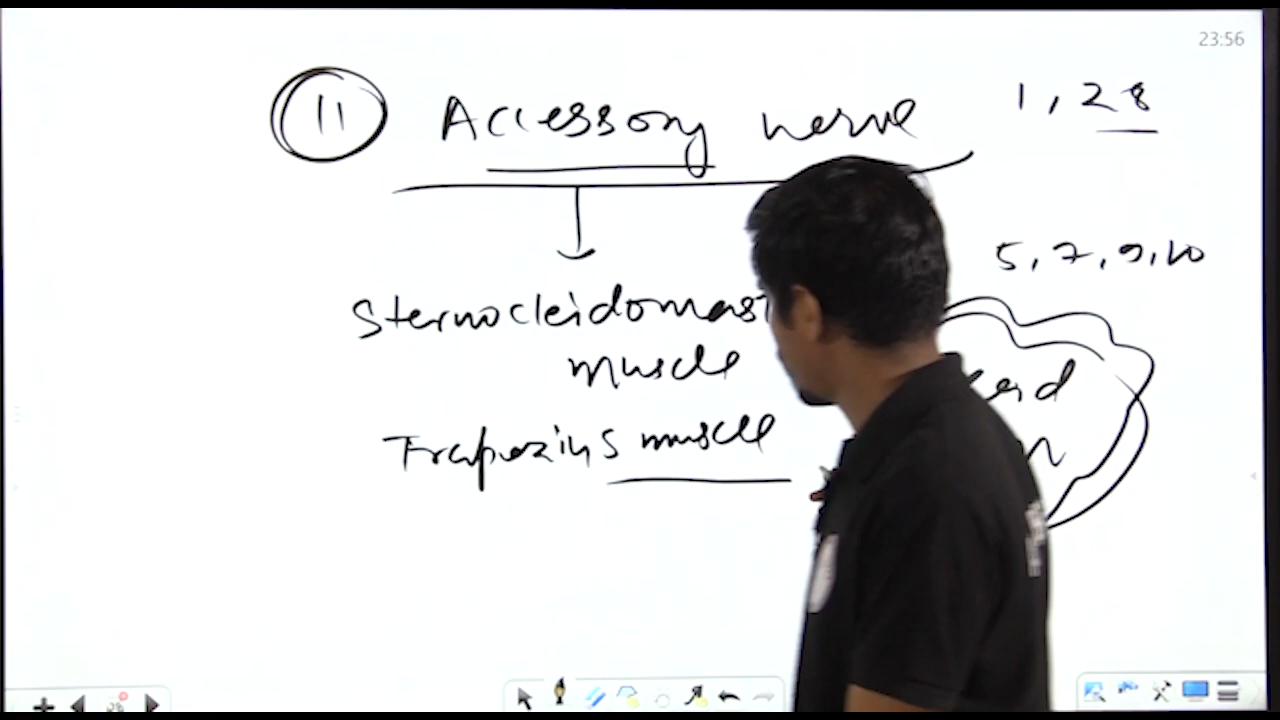 23:56
11 Accessory nerve 1, 2 8
5, 7, 9, 10
Sternocleidomast
muscle
Trapezius muscle